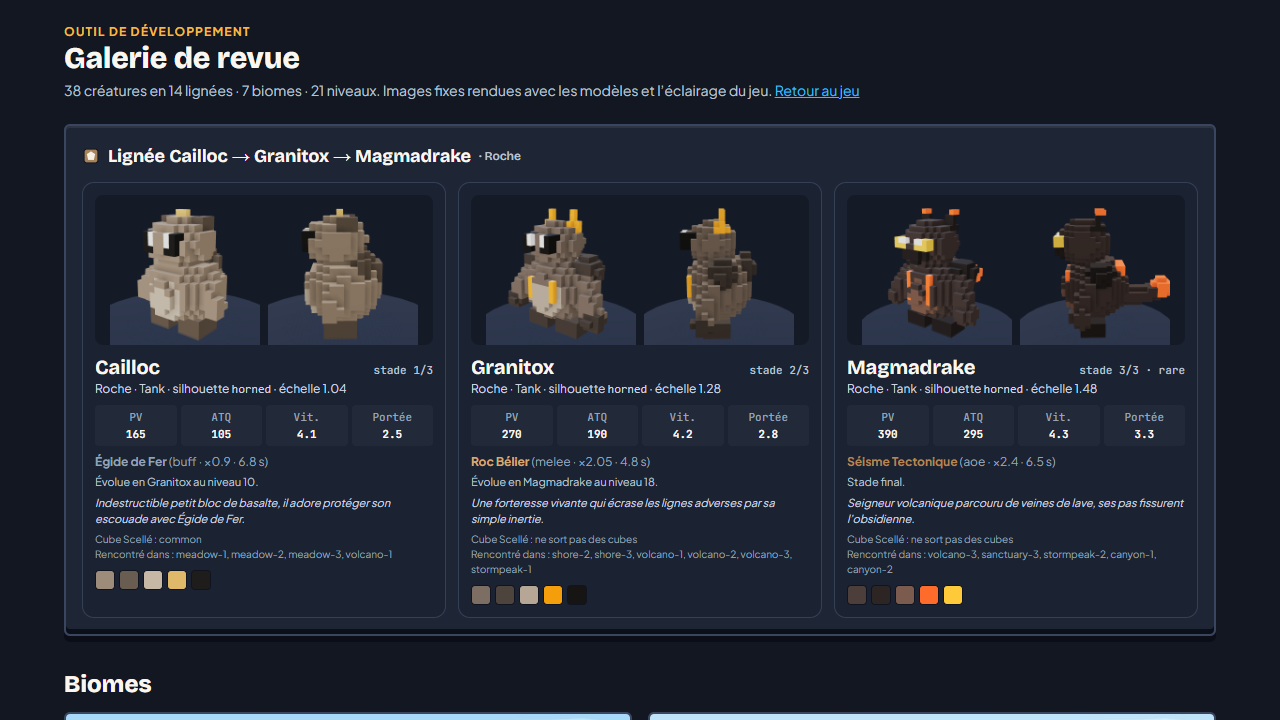 OUTIL DE DÉVELOPPEMENT
Galerie de revue
38 créatures en 14 lignées · 7 biomes · 21 niveaux. Images fixes rendues avec les modèles et l'éclairage du jeu. Retour au jeu
Lignée Cailloc → Granitox → Magmadrake · Roche
Cailloc stade 1/3
Roche · Tank · silhouette horned · échelle 1.04
PV ATQ Vit. Portée
165 105 4.1 2.5
Égide de Fer (buff · ×0.9 · 6.8 s)
Évolue en Granitox au niveau 10.
Indestructible petit bloc de basalte, il adore protéger son
escouade avec Égide de Fer.
Cube Scellé : common
Rencontré dans : meadow-1, meadow-2, meadow-3, volcano-1
Granitox stade 2/3
Roche · Tank · silhouette horned · échelle 1.28
PV ATQ Vit. Portée
270 190 4.2 2.8
Roc Bélier (melee · ×2.05 · 4.8 s)
Évolue en Magmadrake au niveau 18.
Une forteresse vivante qui écrase les lignes adverses par sa
simple inertie.
Cube Scellé : ne sort pas des cubes
Rencontré dans : shore-2, shore-3, volcano-1, volcano-2, volcano-3,
stormpeak-1
Magmadrake stade 3/3 · rare
Roche · Tank · silhouette horned · échelle 1.48
PV ATQ Vit. Portée
390 295 4.3 3.3
Séisme Tectonique (aoe · ×2.4 · 6.5 s)
Stade final.
Seigneur volcanique parcouru de veines de lave, ses pas fissurent
l'obsidienne.
Cube Scellé : ne sort pas des cubes
Rencontré dans : volcano-3, sanctuary-3, stormpeak-2, canyon-1,
canyon-2
Biomes